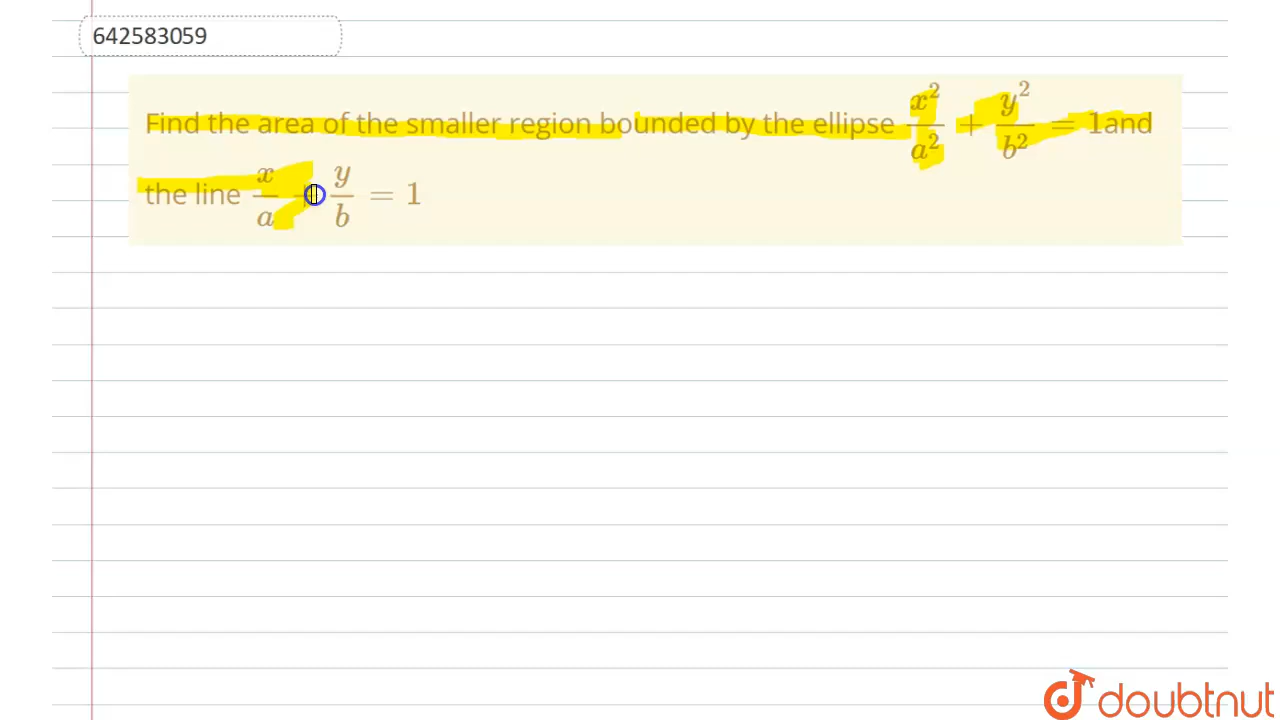 642583059
Find the area of the smaller region bounded by the ellipse x²/a² + y²/b² = 1and
the line x/a + y/b = 1
doubtnut